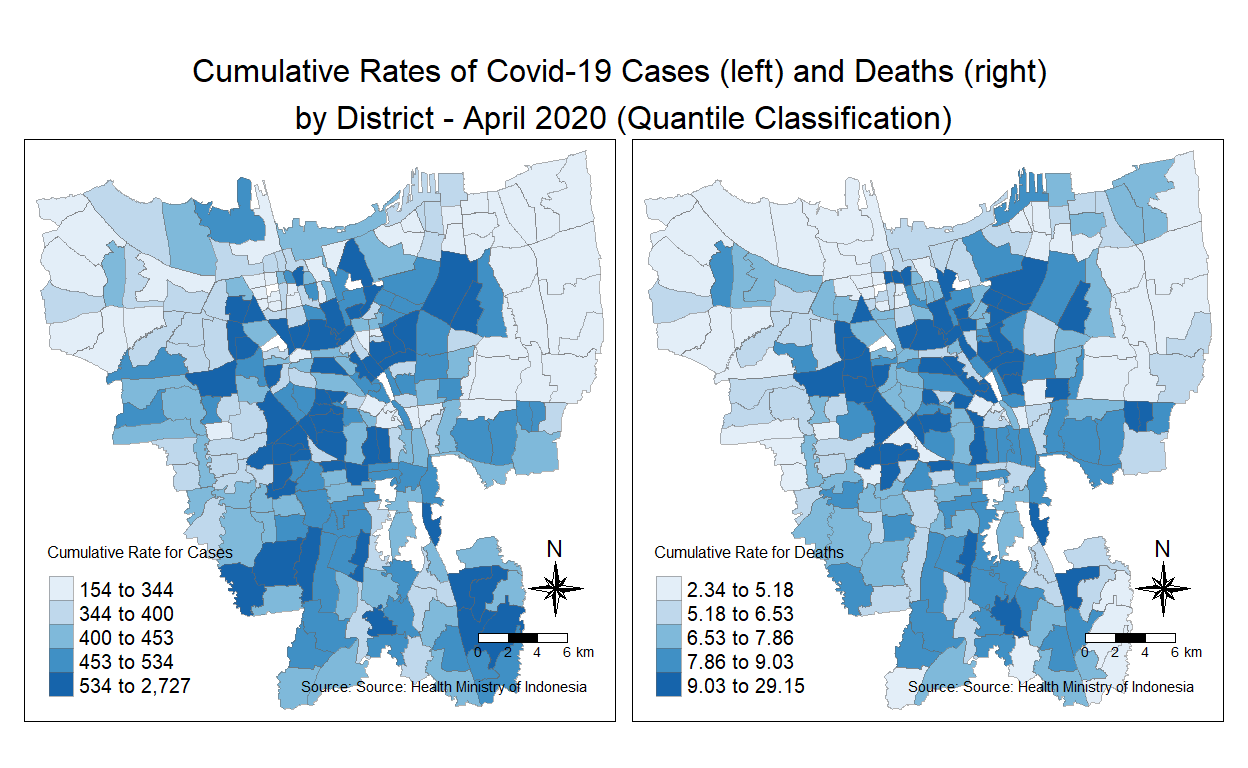 Cumulative Rates of Covid-19 Cases (left) and Deaths (right)
by District - April 2020 (Quantile Classification)
Cumulative Rate for Cases
154 to 344
344 to 400
400 to 453
453 to 534
534 to 2,727
N
0 2 4 6 km
Source: Source: Health Ministry of Indonesia
Cumulative Rate for Deaths
2.34 to 5.18
5.18 to 6.53
6.53 to 7.86
7.86 to 9.03
9.03 to 29.15
N
0 2 4 6 km
Source: Source: Health Ministry of Indonesia